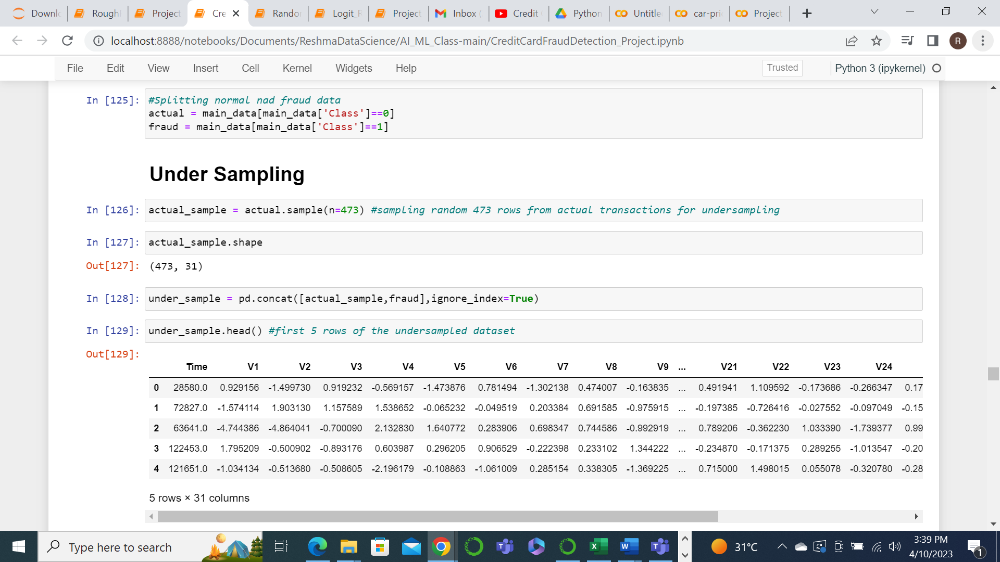 Downl
Rough
Project
Cre
Rando
Logit_R
Project
Inbox (
Credit
Python
Untitle
car-pri
Project
localhost:8888/notebooks/Documents/ReshmaDataScience/AI_ML_Class-main/CreditCardFraudDetection_Project.ipynb
R
File Edit View Insert Cell Kernel Widgets Help
Trusted
Python 3 (ipykernel)
In [125]: #Splitting normal nad fraud data
actual = main_data[main_data['Class']==0]
fraud = main_data[main_data['Class']==1]
Under Sampling
In [126]: actual_sample = actual.sample(n=473) #sampling random 473 rows from actual transactions for undersampling
In [127]: actual_sample.shape
Out[127]: (473, 31)
In [128]: under_sample = pd.concat([actual_sample,fraud],ignore_index=True)
In [129]: under_sample.head() #first 5 rows of the undersampled dataset
Out[129]:
Time V1 V2 V3 V4 V5 V6 V7 V8 V9 ... V21 V22 V23 V24
0 28580.0 0.929156 -1.499730 0.919232 -0.569157 -1.473876 0.781494 -1.302138 0.474007 -0.163835 ... 0.491941 1.109592 -0.173686 -0.266347 0.17
1 72827.0 -1.574114 1.903130 1.157589 1.538652 -0.065232 -0.049519 0.203384 0.691585 -0.975915 ... -0.197385 -0.726416 -0.027552 -0.097049 -0.15
2 63641.0 -4.744386 -4.864041 -0.700090 2.132830 1.640772 0.283906 0.698347 0.744586 -0.992919 ... 0.789206 -0.362230 1.033390 -1.739377 0.99
3 122453.0 1.795209 -0.500902 -0.893176 0.603987 0.296205 0.906529 -0.222398 0.233102 1.344222 ... -0.234870 -0.171375 0.289255 -1.013547 -0.20
4 121651.0 -1.034134 -0.513680 -0.508605 -2.196179 -0.108863 -1.061009 0.285154 0.338305 -1.369225 ... 0.715000 1.498015 0.055078 -0.320780 -0.28
5 rows × 31 columns
Type here to search
31°C
3:39 PM
4/10/2023
1